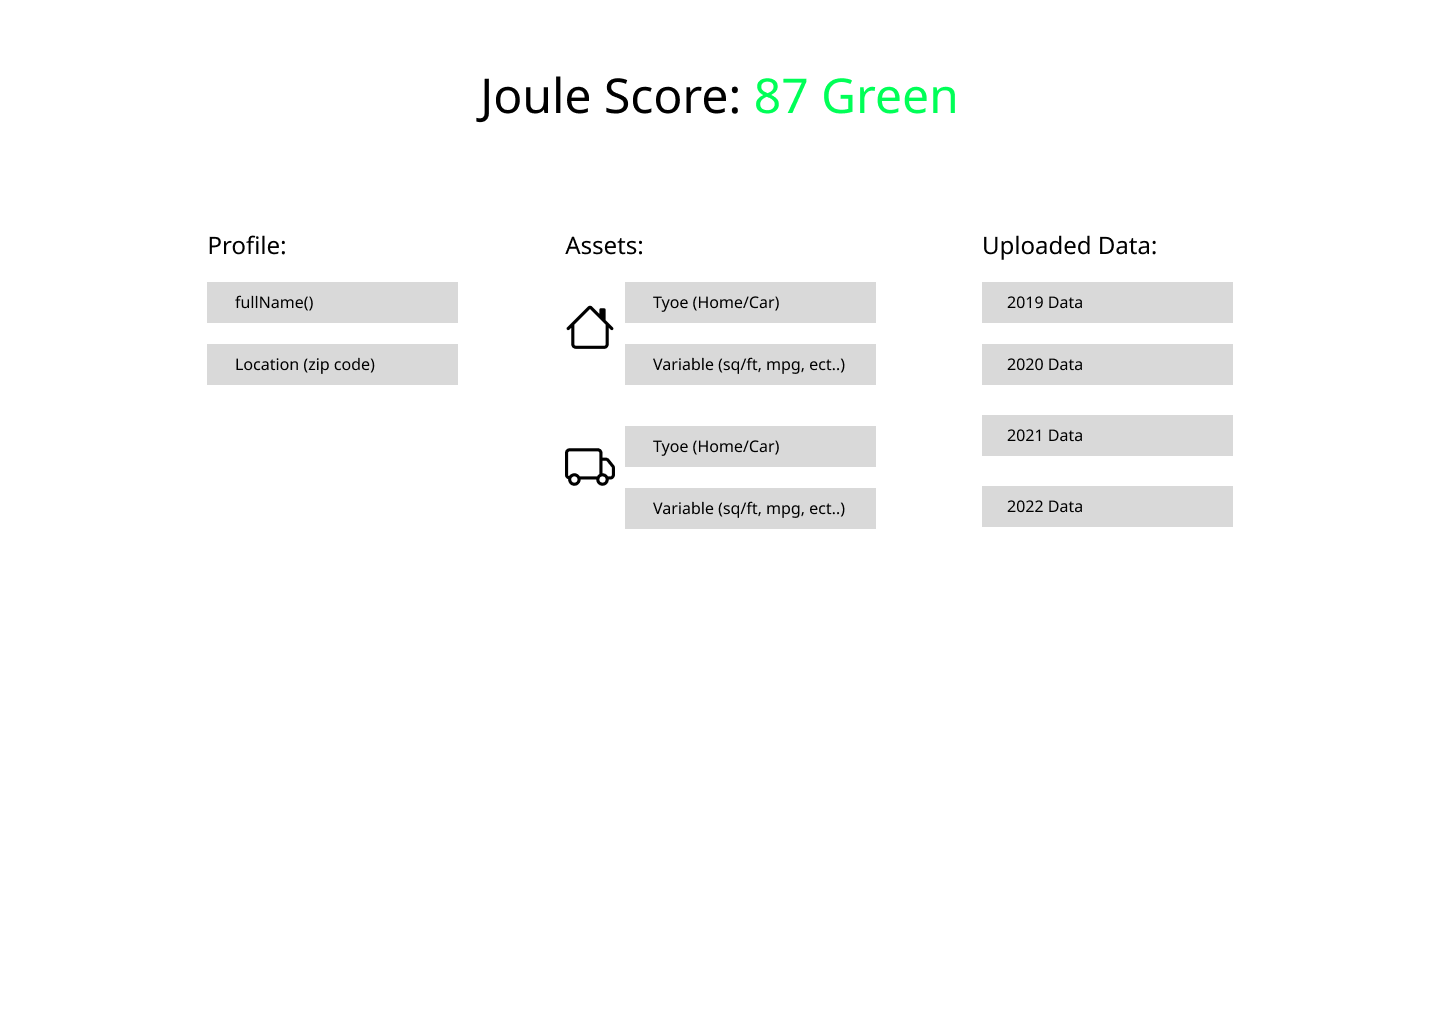 Joule Score: 87 Green
Profile:
fullName()
Location (zip code)
Assets:
Tyoe (Home/Car)
Variable (sq/ft, mpg, ect..)
Tyoe (Home/Car)
Variable (sq/ft, mpg, ect..)
Uploaded Data:
2019 Data
2020 Data
2021 Data
2022 Data